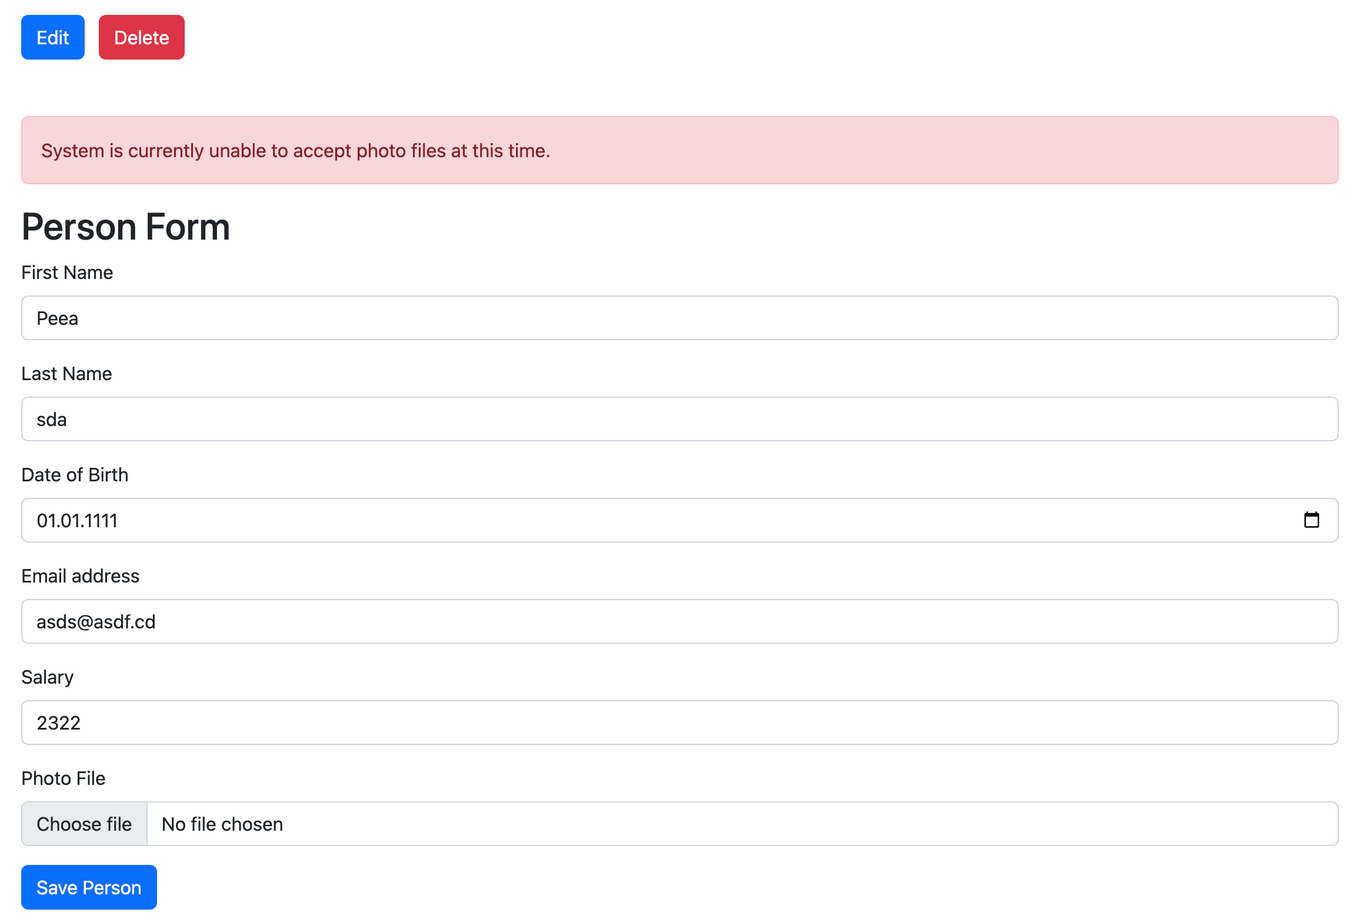 Edit Delete
System is currently unable to accept photo files at this time.
Person Form
First Name
Peea
Last Name
sda
Date of Birth
01.01.1111
Email address
asds@asdf.cd
Salary
2322
Photo File
Choose file No file chosen
Save Person